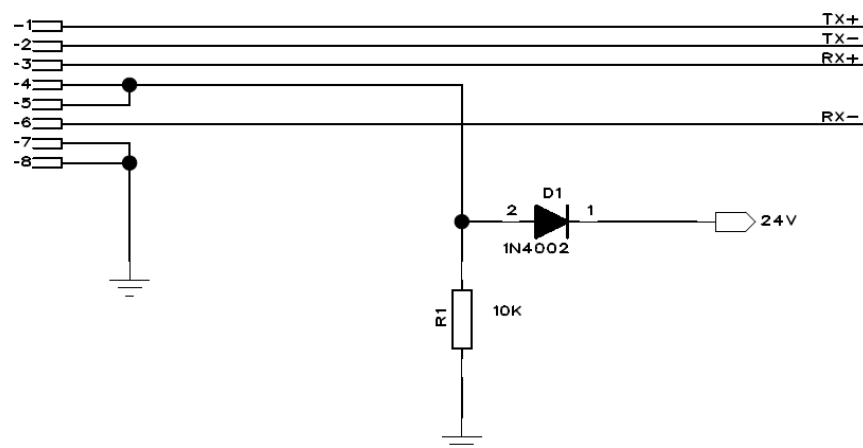 -1
TX+
-2
TX-
-3
RX+
-4
-5
-6
RX-
-7
-8
D1
2
1
24V
1N4002
R1
10K